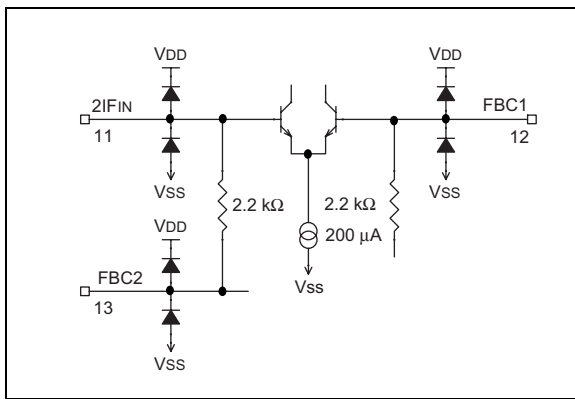 VDD
VDD
2IFIN
FBC1
11
12
VSS
VSS
2.2 kΩ
2.2 kΩ
200 µA
VDD
FBC2
Vss
13
VSS